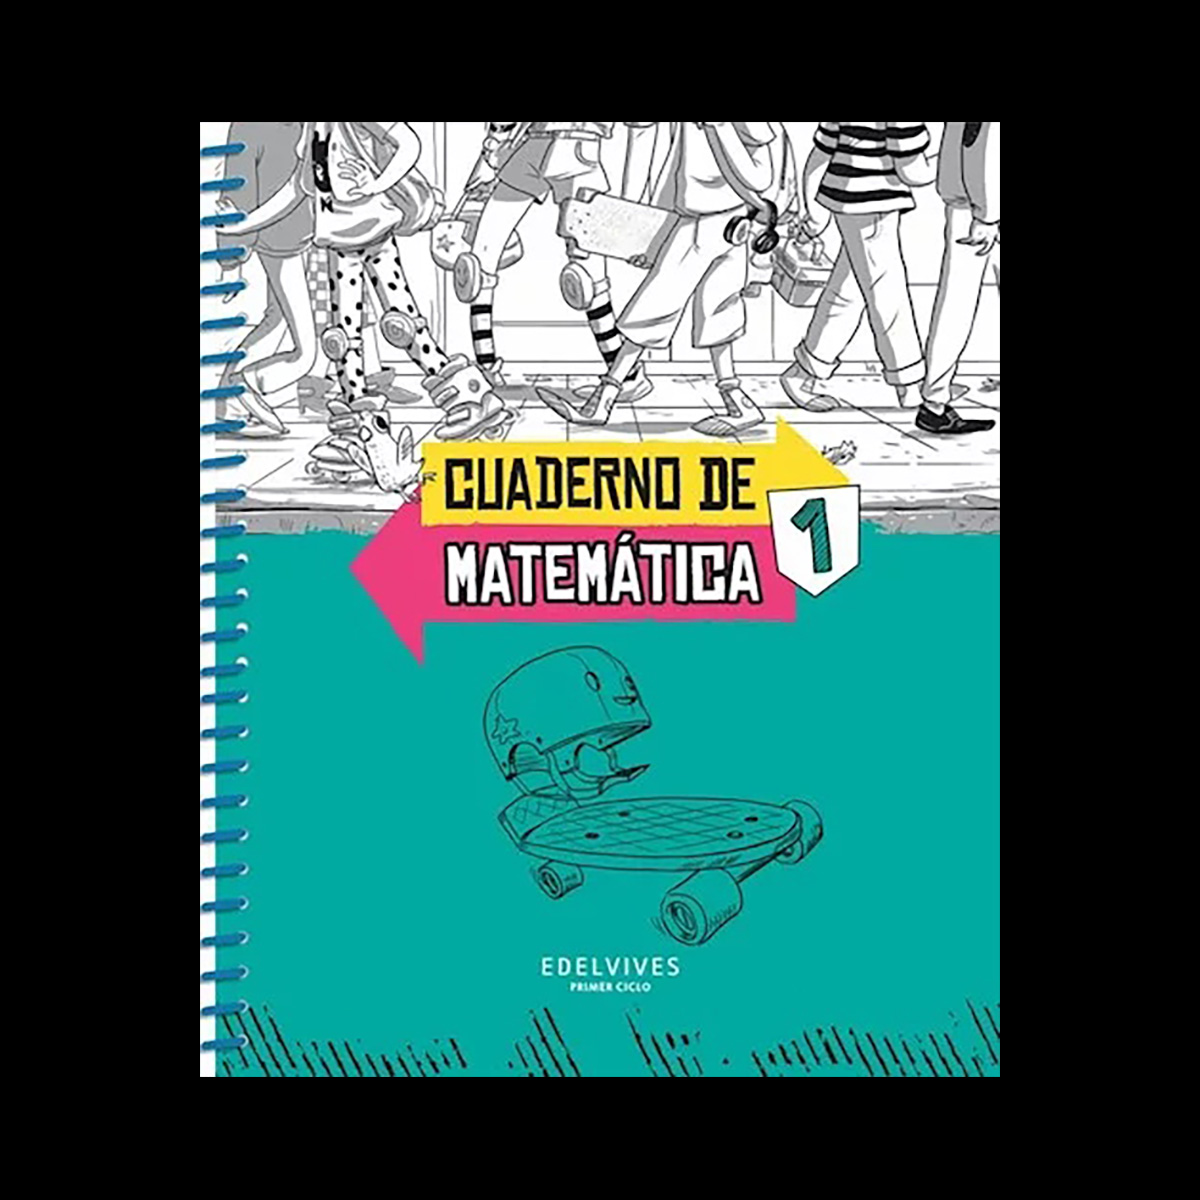 CUADERNO DE
MATEMÁTICA
1
EDELVIVES
PRIMER CICLO